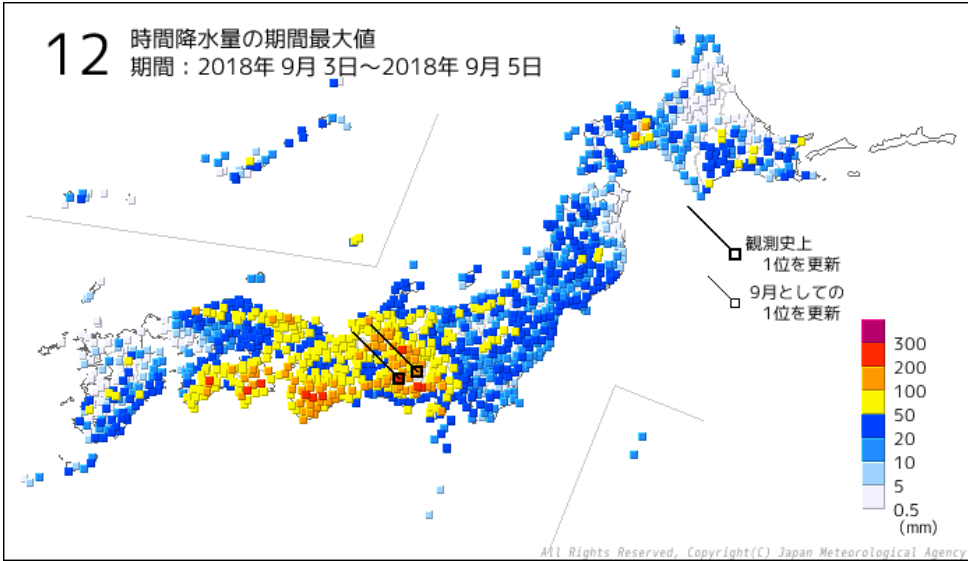 12 時間降水量の期間最大値
期間：2018年 9月 3日～2018年 9月 5日
観測史上
1位を更新
9月としての
1位を更新
300
200
100
50
20
10
5
0.5
(mm)
All Rights Reserved, Copyright(C) Japan Meteorological Agency